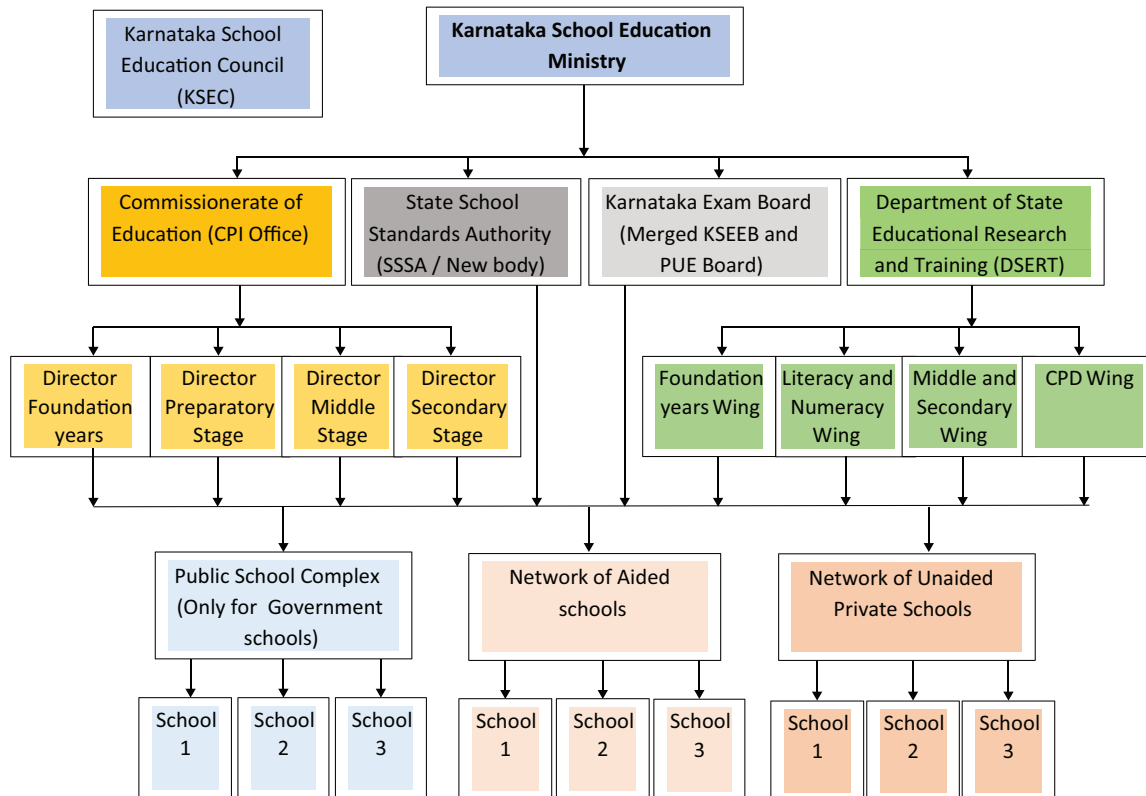 Karnataka School
Education Council
(KSEC)
Karnataka School Education
Ministry
Commissionerate of
Education (CPI Office)
State School
Standards Authority
(SSSA / New body)
Karnataka Exam Board
(Merged KSEEB and
PUE Board)
Department of State
Educational Research
and Training (DSERT)
Director
Foundation
years
Director
Preparatory
Stage
Director
Middle
Stage
Director
Secondary
Stage
Foundation
years Wing
Literacy and
Numeracy
Wing
Middle and
Secondary
Wing
CPD Wing
Public School Complex
(Only for Government
schools)
Network of Aided
schools
Network of Unaided
Private Schools
School
1
School
2
School
3
School
1
School
2
School
3
School
1
School
2
School
3